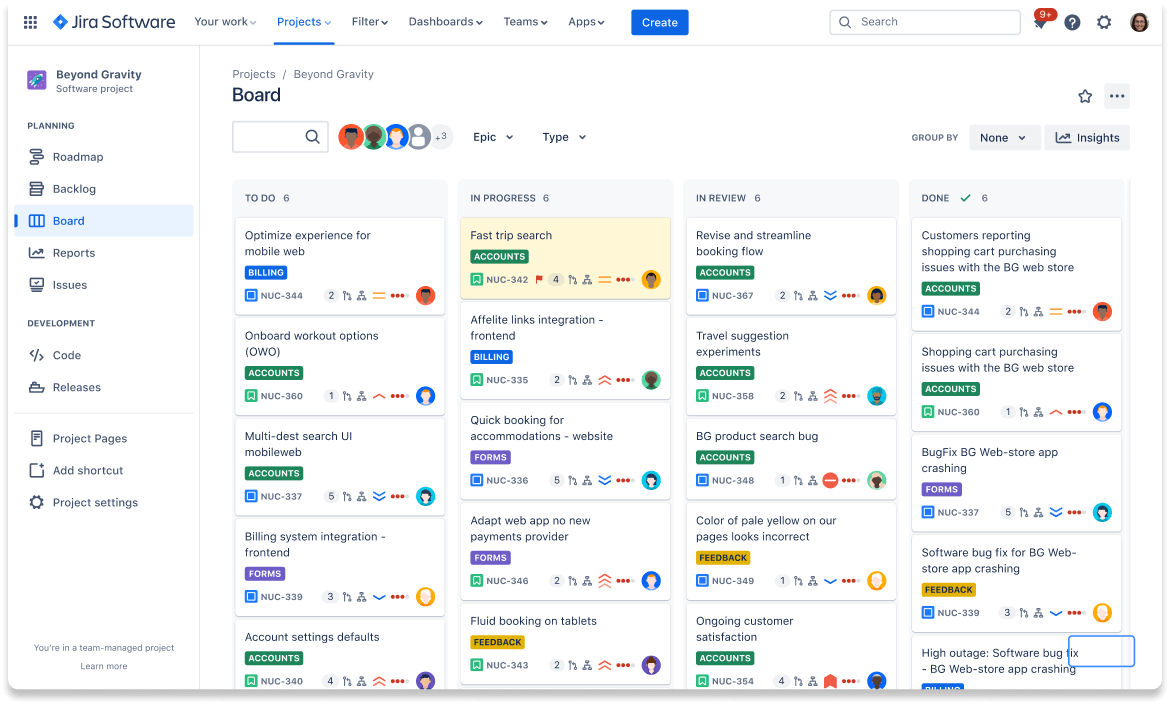 Jira Software
Your work
Projects
Filter
Dashboards
Teams
Apps
Create
Search
9+
Beyond Gravity
Software project
PLANNING
Roadmap
Backlog
Board
Reports
Issues
DEVELOPMENT
Code
Releases
Project Pages
Add shortcut
Project settings
You're in a team-managed project
Learn more
Projects / Beyond Gravity
Board
+3
Epic
Type
GROUP BY
None
Insights
TO DO 6
Optimize experience for
mobile web
BILLING
NUC-344 2
Onboard workout options
(OWO)
ACCOUNTS
NUC-360 1
Multi-dest search UI
mobileweb
ACCOUNTS
NUC-337 5
Billing system integration -
frontend
FORMS
NUC-339 3
Account settings defaults
ACCOUNTS
NUC-340 4
IN PROGRESS 6
Fast trip search
ACCOUNTS
NUC-342 4
Affelite links integration -
frontend
BILLING
NUC-335 2
Quick booking for
accommodations - website
FORMS
NUC-336 5
Adapt web app no new
payments provider
FORMS
NUC-346 2
Fluid booking on tablets
FEEDBACK
NUC-343 2
IN REVIEW 6
Revise and streamline
booking flow
ACCOUNTS
NUC-367 2
Travel suggestion
experiments
ACCOUNTS
NUC-358 2
BG product search bug
ACCOUNTS
NUC-348 1
Color of pale yellow on our
pages looks incorrect
FEEDBACK
NUC-349 1
Ongoing customer
satisfaction
ACCOUNTS
NUC-354 4
DONE 6
Customers reporting
shopping cart purchasing
issues with the BG web store
ACCOUNTS
NUC-344 2
Shopping cart purchasing
issues with the BG web store
ACCOUNTS
NUC-360 1
BugFix BG Web-store app
crashing
FORMS
NUC-337 5
Software bug fix for BG Web-
store app crashing
FEEDBACK
NUC-339 3
High outage: Software bug fix
- BG Web-store app crashing
BILLING